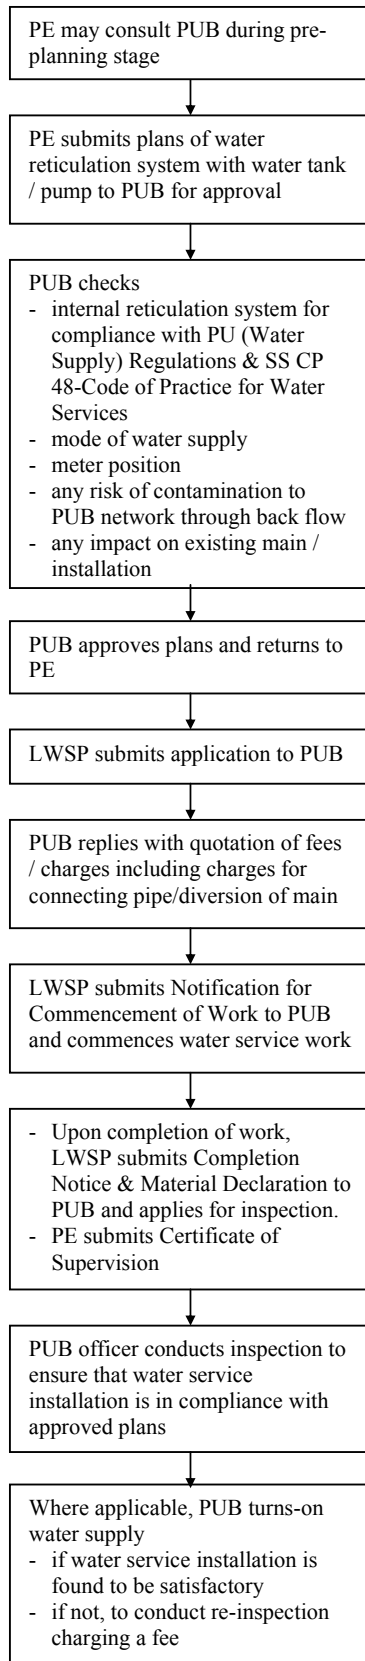 PE may consult PUB during pre-
planning stage
PE submits plans of water
reticulation system with water tank
/ pump to PUB for approval
PUB checks
- internal reticulation system for
compliance with PU (Water
Supply) Regulations & SS CP
48-Code of Practice for Water
Services
- mode of water supply
- meter position
- any risk of contamination to
PUB network through back flow
- any impact on existing main /
installation
PUB approves plans and returns to
PE
LWSP submits application to PUB
PUB replies with quotation of fees
/ charges including charges for
connecting pipe/diversion of main
LWSP submits Notification for
Commencement of Work to PUB
and commences water service work
- Upon completion of work,
LWSP submits Completion
Notice & Material Declaration to
PUB and applies for inspection.
- PE submits Certificate of
Supervision
PUB officer conducts inspection to
ensure that water service
installation is in compliance with
approved plans
Where applicable, PUB turns-on
water supply
- if water service installation is
found to be satisfactory
- if not, to conduct re-inspection
charging a fee